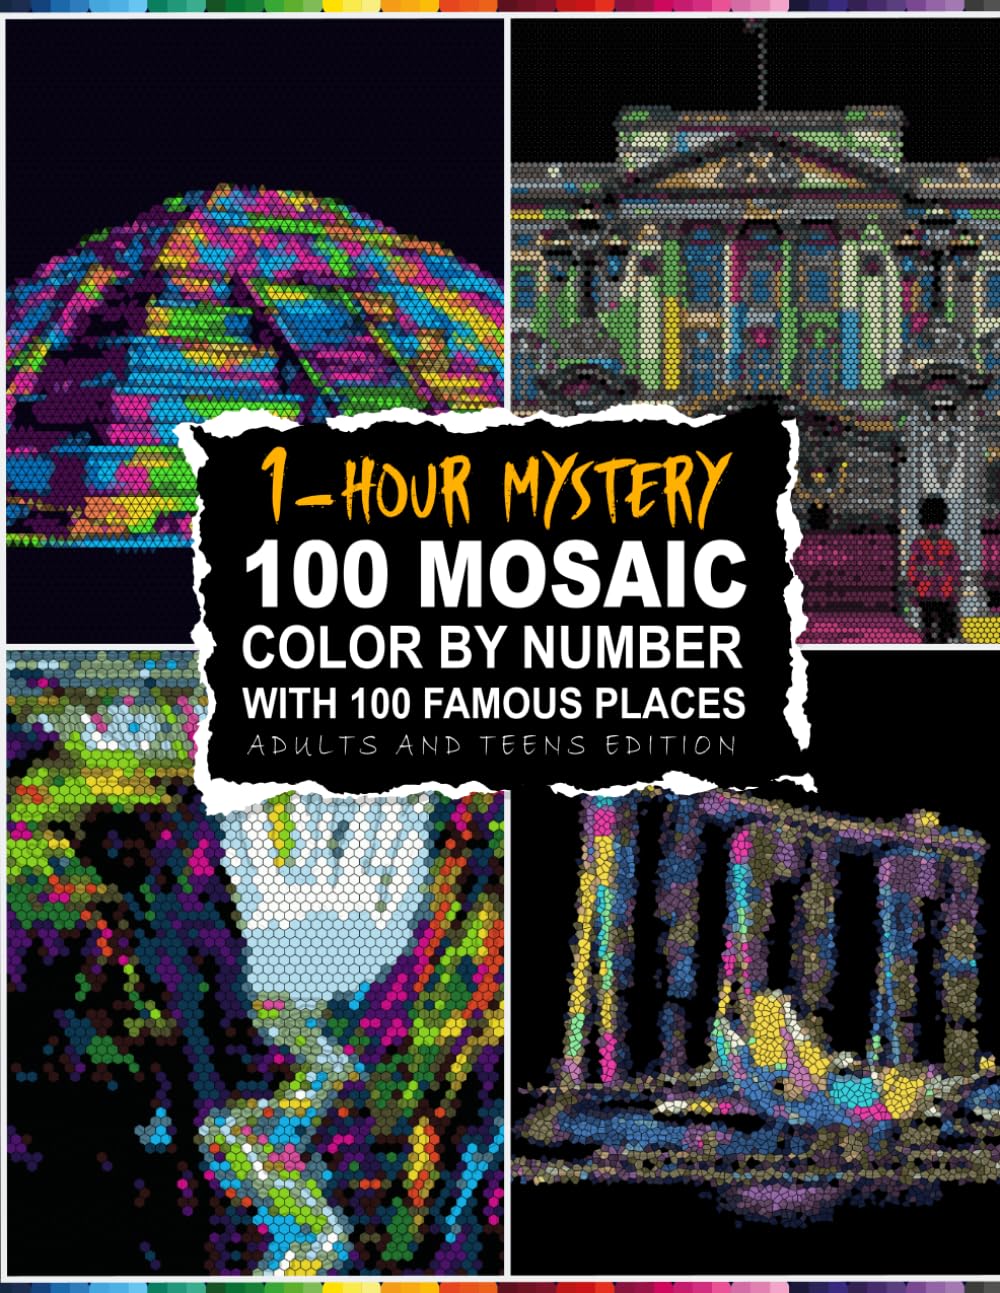 1-HOUR MYSTERY
100 MOSAIC
COLOR BY NUMBER
WITH 100 FAMOUS PLACES
ADULTS AND TEENS EDITION